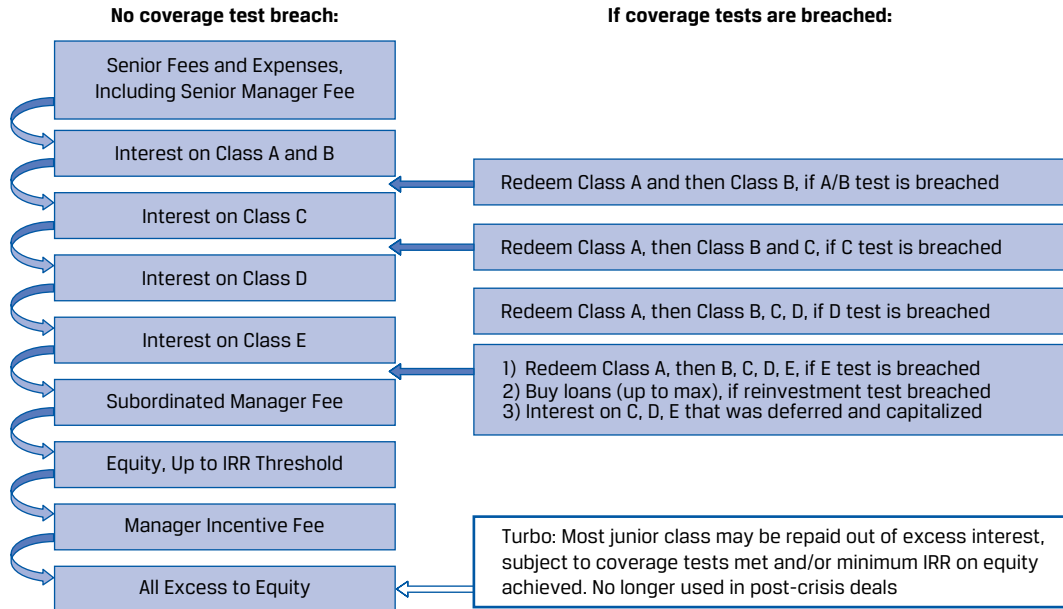 No coverage test breach:
Senior Fees and Expenses,
Including Senior Manager Fee
Interest on Class A and B
Interest on Class C
Interest on Class D
Interest on Class E
Subordinated Manager Fee
Equity, Up to IRR Threshold
Manager Incentive Fee
All Excess to Equity
If coverage tests are breached:
Redeem Class A and then Class B, if A/B test is breached
Redeem Class A, then Class B and C, if C test is breached
Redeem Class A, then Class B, C, D, if D test is breached
1) Redeem Class A, then B, C, D, E, if E test is breached
2) Buy loans (up to max), if reinvestment test breached
3) Interest on C, D, E that was deferred and capitalized
Turbo: Most junior class may be repaid out of excess interest,
subject to coverage tests met and/or minimum IRR on equity
achieved. No longer used in post-crisis deals